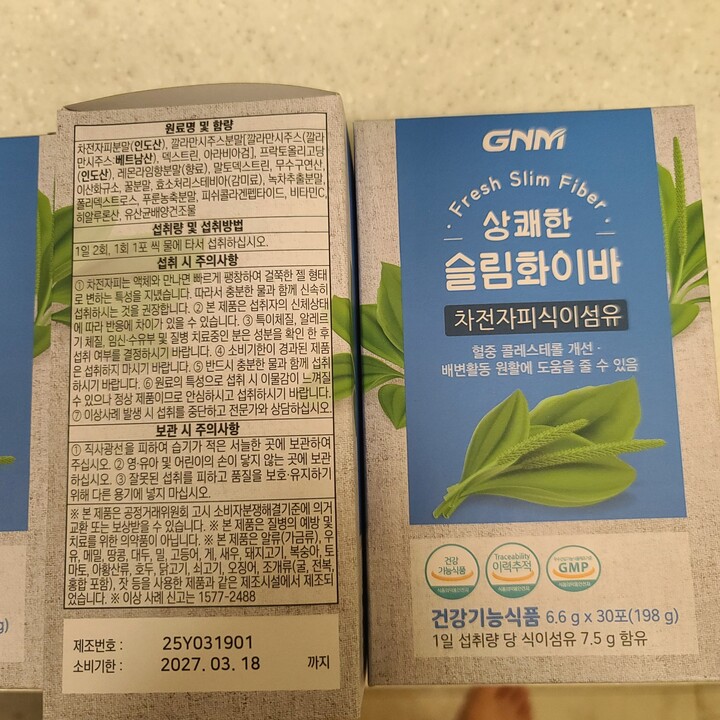 원료명 및 함량
차전자피분말(인도산), 깔라만시주스분말[깔라만시주스(깔라
만시주스:베트남산), 덱스트린, 아라비아검], 프락토올리고당
(인도산), 레몬라임향분말(향료), 말토덱스트린, 무수구연산,
이산화규소, 꿀분말, 효소처리스테비아(감미료), 녹차추출분말,
폴리덱스트로스, 푸룬농축분말, 피쉬콜라겐펩타이드, 비타민C,
히알루론산, 유산균배양건조물
섭취량 및 섭취방법
1일 2회, 1회 1포 씩 물에 타서 섭취하십시오.
섭취 시 주의사항
① 차전자피는 액체와 만나면 빠르게 팽창하여 걸쭉한 젤 형태
로 변하는 특성을 지녔습니다. 따라서 충분한 물과 함께 신속히
섭취하시는 것을 권장합니다. ② 본 제품은 섭취자의 신체상태
에 따라 반응에 차이가 있을 수 있습니다. ③ 특이체질, 알레르
기 체질, 임신·수유부 및 질병 치료중인 분은 성분을 확인 한 후
섭취 여부를 결정하시기 바랍니다. ④ 소비기한이 경과된 제품
은 섭취하지 마시기 바랍니다. ⑤ 반드시 충분한 물과 함께 섭취
하시기 바랍니다. ⑥ 원료의 특성으로 섭취 시 이물감이 느껴질
수 있으나 정상 제품이므로 안심하시고 섭취하시기 바랍니다.
⑦ 이상사례 발생 시 섭취를 중단하고 전문가와 상담하십시오.
보관 시 주의사항
① 직사광선을 피하여 습기가 적은 서늘한 곳에 보관하여
주십시오. ② 영·유아 및 어린이의 손이 닿지 않는 곳에 보관
하십시오. ③ 잘못된 섭취를 피하고 품질을 보호·유지하기
위해 다른 용기에 넣지 마십시오.
※ 본 제품은 공정거래위원회 고시 소비자분쟁해결기준에 의거
교환 또는 보상받을 수 있습니다. ※ 본 제품은 질병의 예방 및
치료를 위한 의약품이 아닙니다. ※ 본 제품은 알류(가금류), 우
유, 메밀, 땅콩, 대두, 밀, 고등어, 게, 새우, 돼지고기, 복숭아, 토
마토, 아황산류, 호두, 닭고기, 쇠고기, 오징어, 조개류(굴, 전복,
홍합 포함), 잣 등을 사용한 제품과 같은 제조시설에서 제조되
었습니다. ※ 이상 사례 신고는 1577-2488
제조번호 : 25Y031901
소비기한 : 2027. 03. 18 까지
GNM
Fresh Slim Fiber
상쾌한
슬림화이바
차전자피식이섬유
혈중 콜레스테롤 개선·
배변활동 원활에 도움을 줄 수 있음
건강
기능식품
Traceability
이력추적
GMP
건강기능식품 6.6 g x 30포(198 g)
1일 섭취량 당 식이섬유 7.5 g 함유
g)